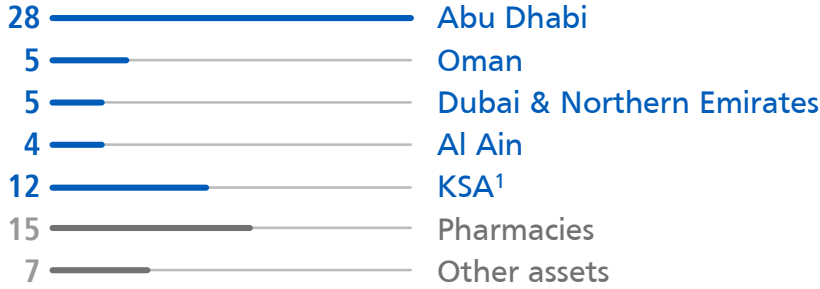 28 Abu Dhabi
5 Oman
5 Dubai & Northern Emirates
4 Al Ain
12 KSA¹
15 Pharmacies
7 Other assets